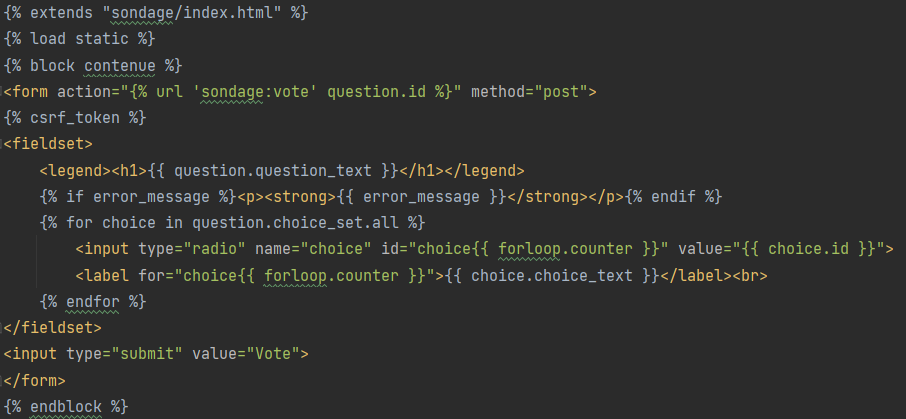 {% extends "sondage/index.html" %}
{% load static %}
{% block contenue %}
<form action="{% url 'sondage:vote' question.id %}" method="post">
{% csrf_token %}
<fieldset>
    <legend><h1>{{ question.question_text }}</h1></legend>
    {% if error_message %}<p><strong>{{ error_message }}</strong></p>{% endif %}
    {% for choice in question.choice_set.all %}
        <input type="radio" name="choice" id="choice{{ forloop.counter }}" value="{{ choice.id }}">
        <label for="choice{{ forloop.counter }}">{{ choice.choice_text }}</label><br>
    {% endfor %}
</fieldset>
<input type="submit" value="Vote">
</form>
{% endblock %}